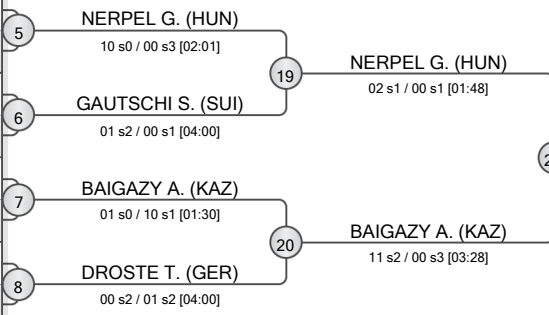 5
NERPEL G. (HUN)
10 s0 / 00 s3 [02:01]
19
NERPEL G. (HUN)
02 s1 / 00 s1 [01:48]
6
GAUTSCHI S. (SUI)
01 s2 / 00 s1 [04:00]
7
BAIGAZY A. (KAZ)
01 s0 / 10 s1 [01:30]
20
BAIGAZY A. (KAZ)
11 s2 / 00 s3 [03:28]
8
DROSTE T. (GER)
00 s2 / 01 s2 [04:00]